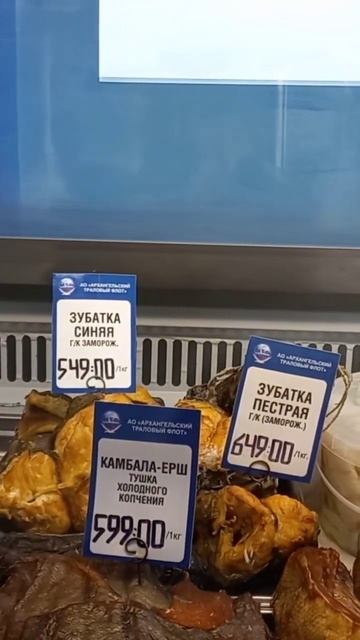 АО «АРХАНГЕЛЬСКИЙ
ТРАЛОВЫЙ ФЛОТ»
ЗУБАТКА
СИНЯЯ
Г/К ЗАМОРОЖ.
549:00/1кг
АО «АРХАНГЕЛЬСКИЙ
ТРАЛОВЫЙ ФЛОТ»
ЗУБАТКА
ПЕСТРАЯ
Г/К (ЗАМОРОЖ.)
649:00/1кг
АО «АРХАНГЕЛЬСКИЙ
ТРАЛОВЫЙ ФЛОТ»
КАМБАЛА-ЕРШ
ТУШКА
ХОЛОДНОГО
КОПЧЕНИЯ
599:00/1кг